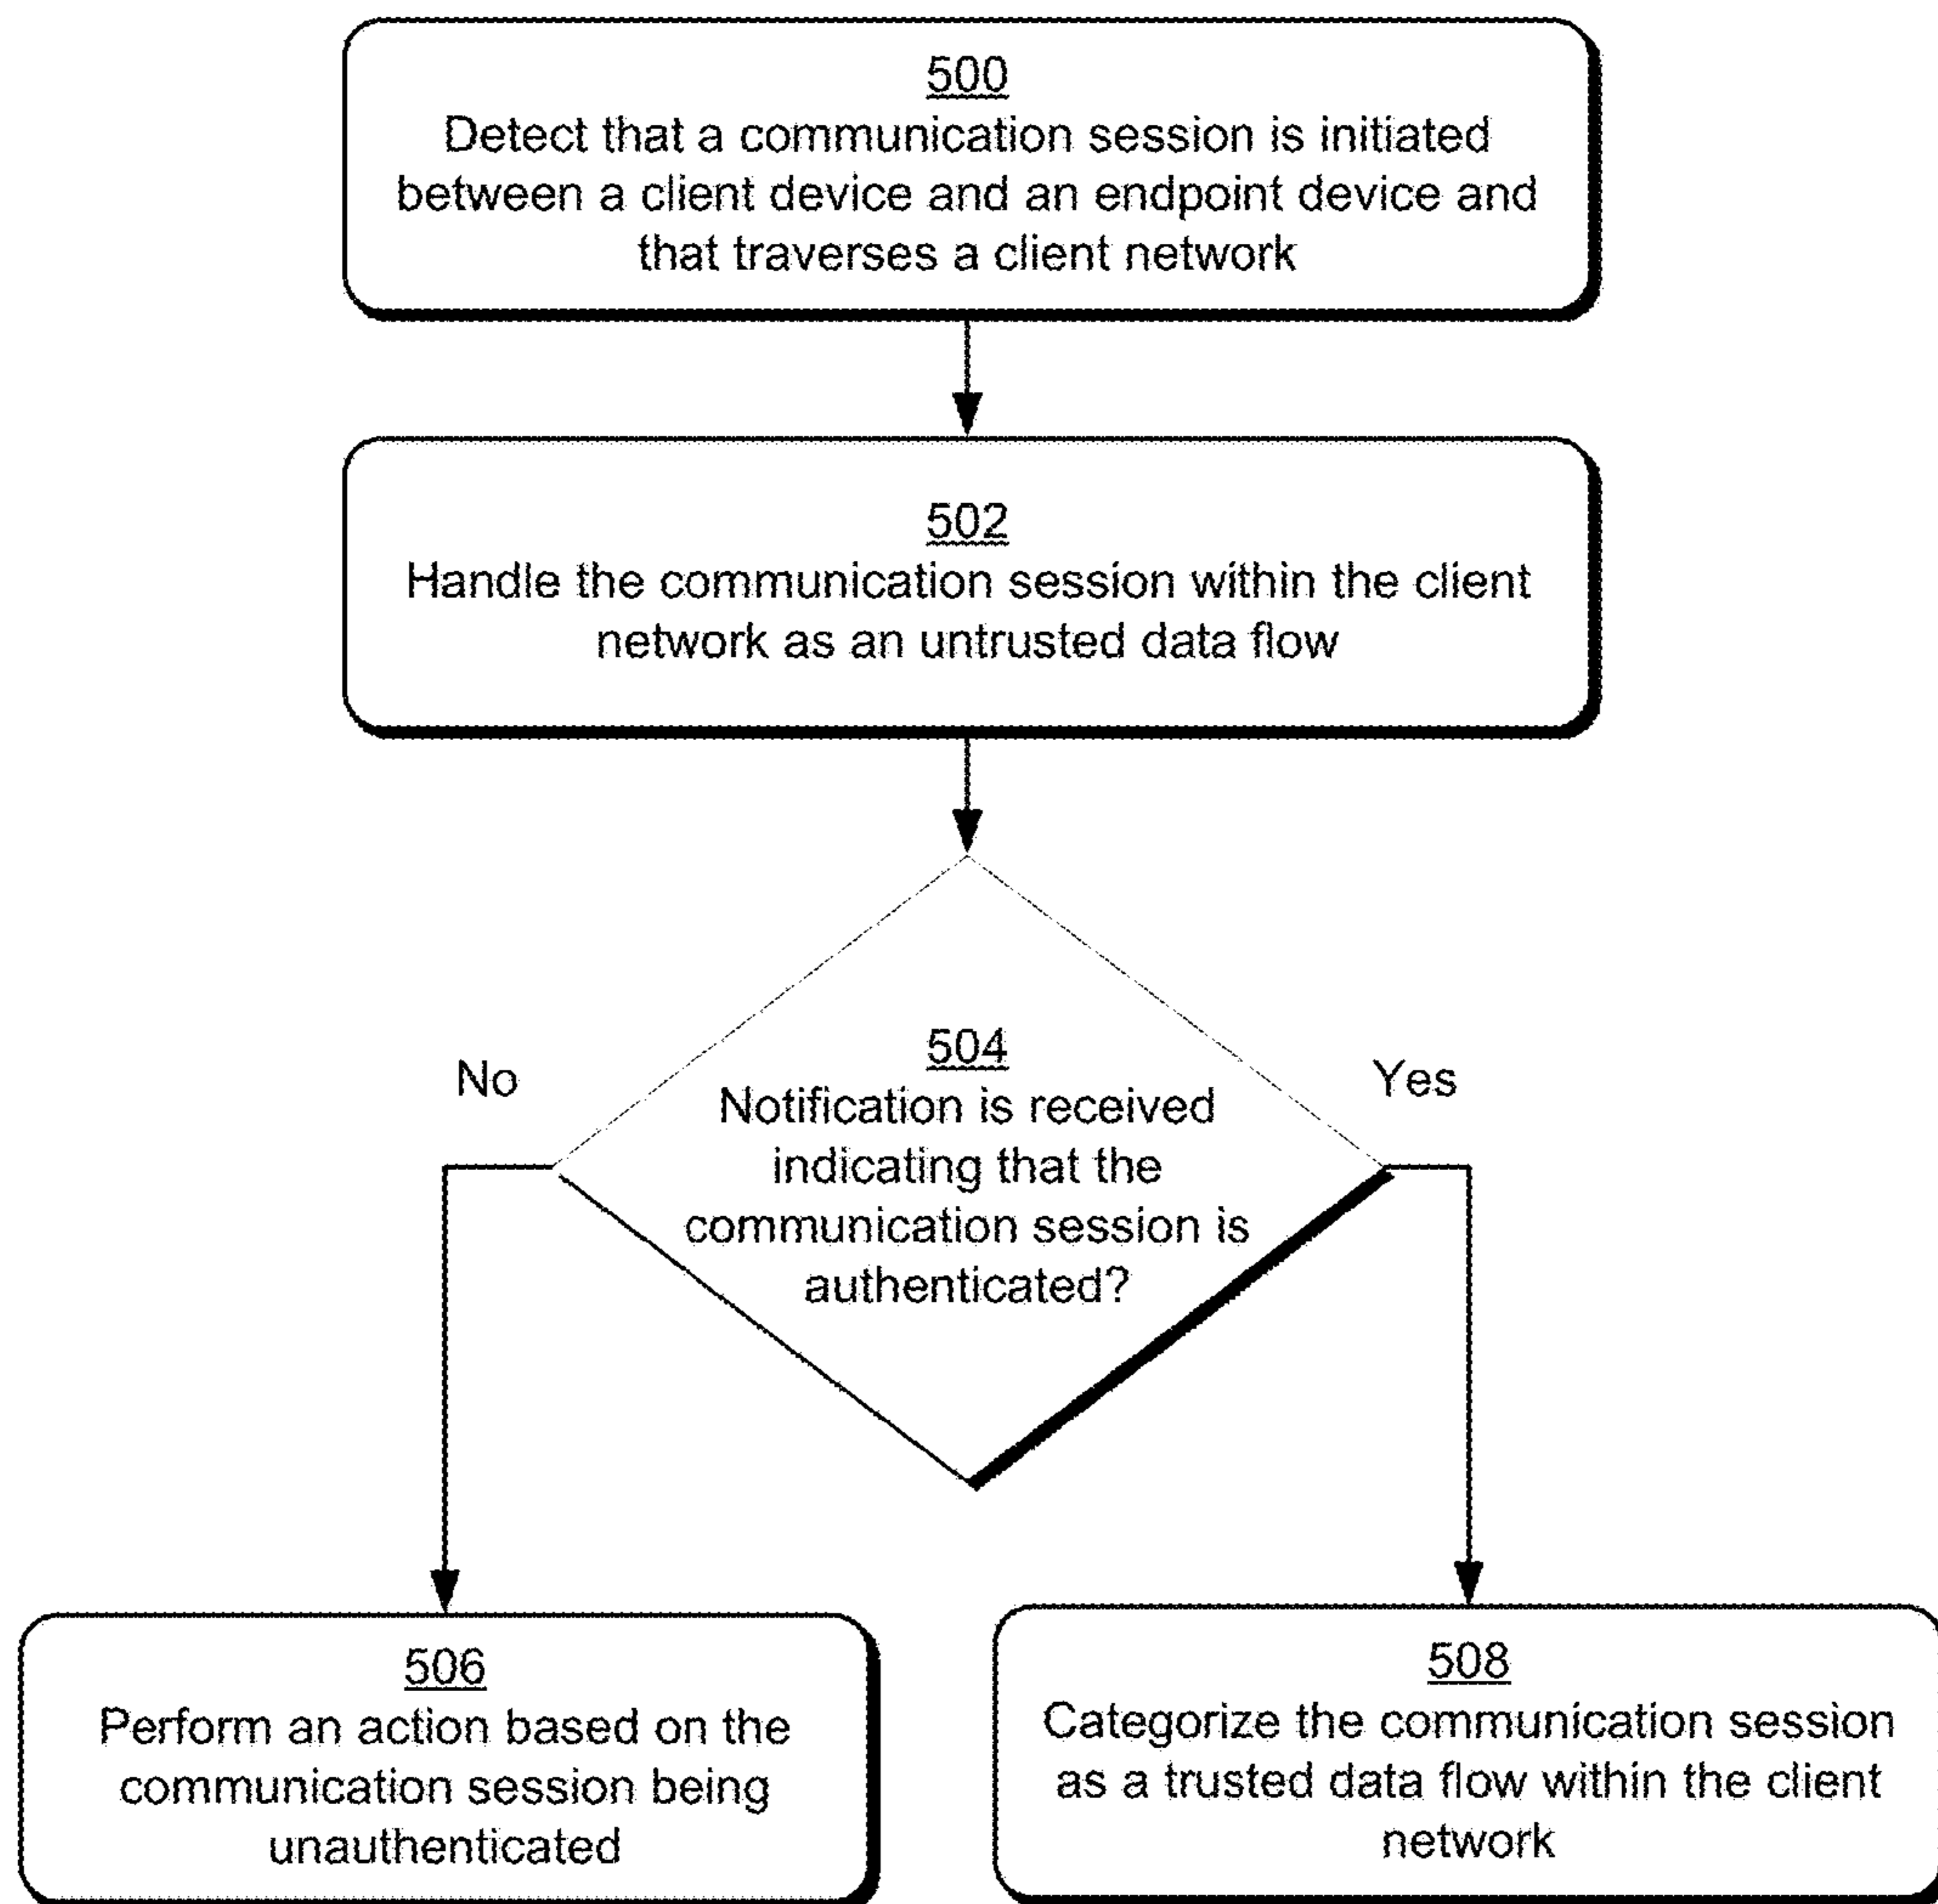 500
Detect that a communication session is initiated
between a client device and an endpoint device and
that traverses a client network
502
Handle the communication session within the client
network as an untrusted data flow
504
Notification is received
indicating that the
communication session is
authenticated?
No
Yes
506
Perform an action based on the
communication session being
unauthenticated
508
Categorize the communication session
as a trusted data flow within the client
network